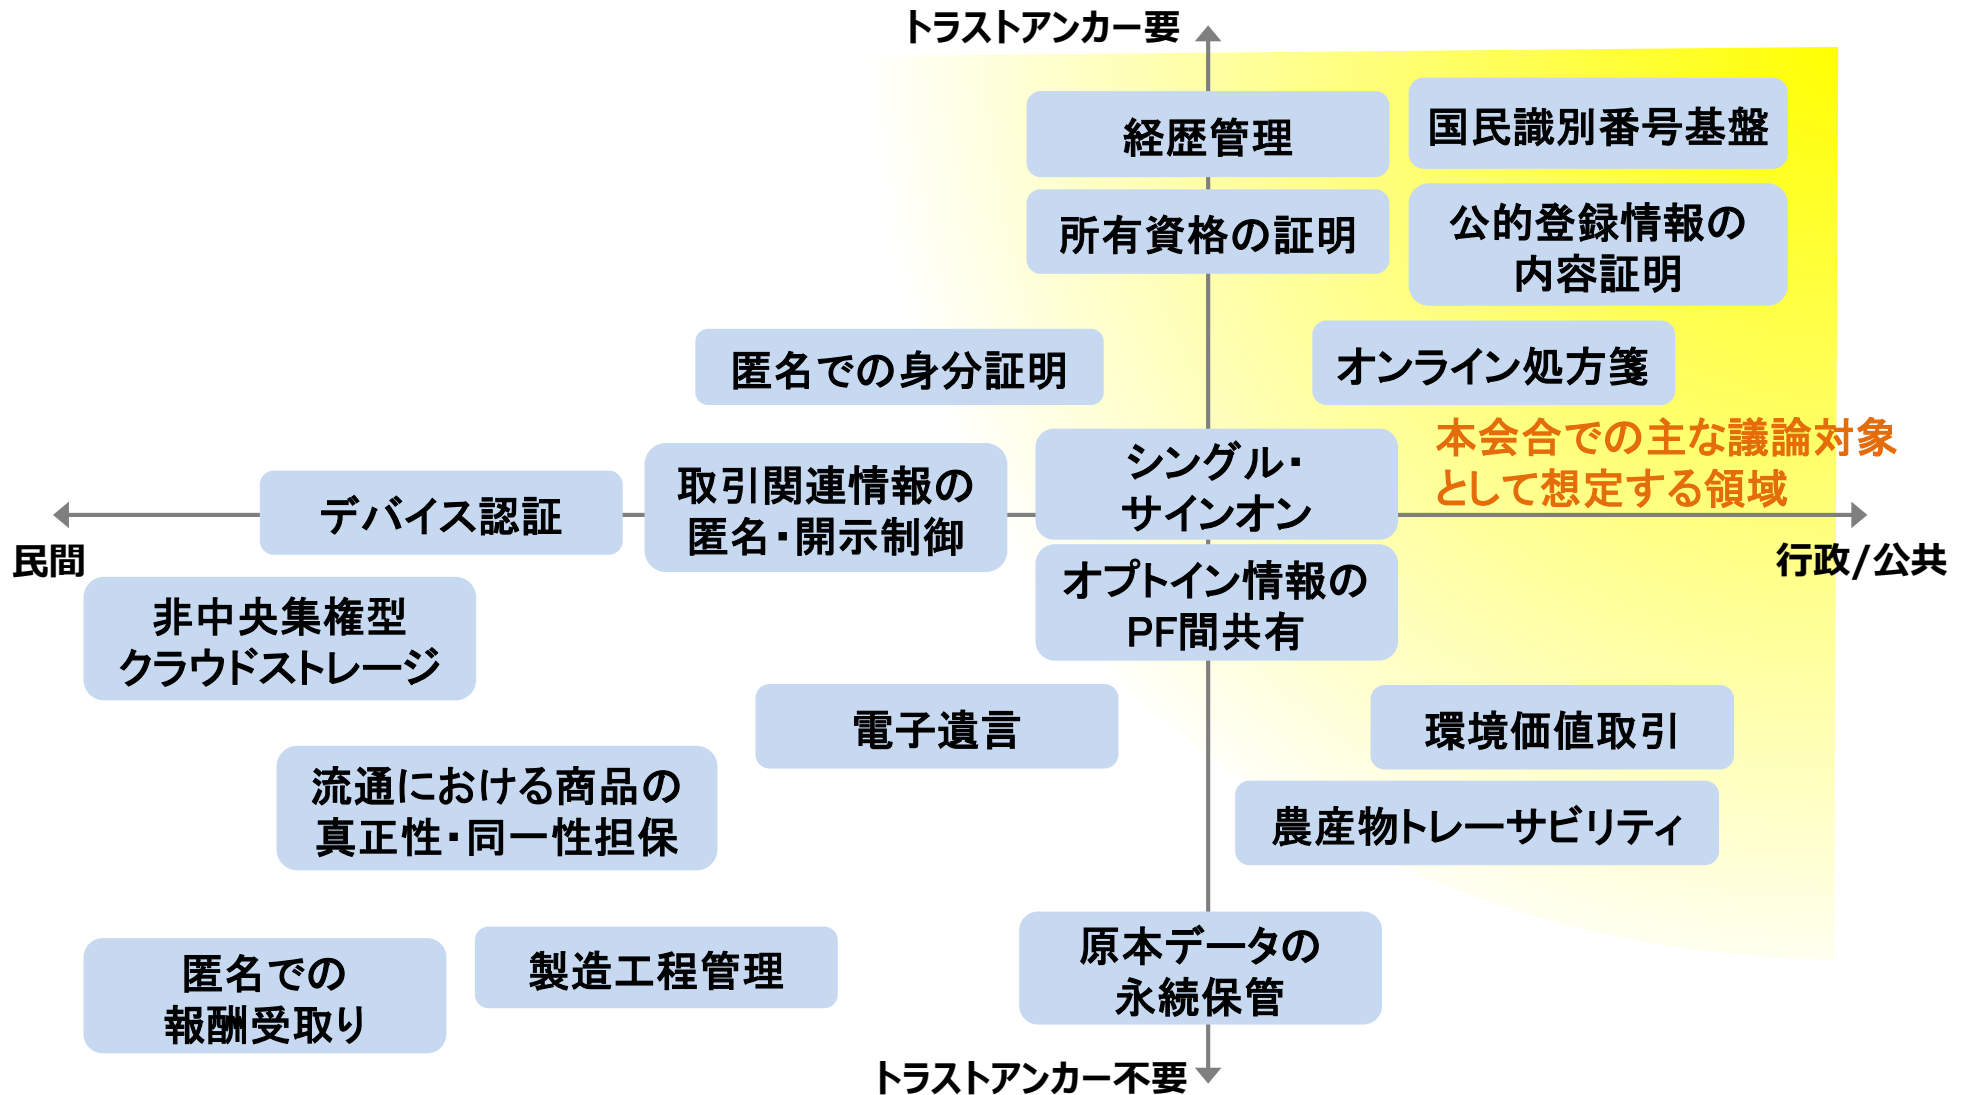 トラストアンカー要
経歴管理
国民識別番号基盤
所有資格の証明
公的登録情報の
内容証明
匿名での身分証明
オンライン処方箋
本会合での主な議論対象
として想定する領域
シングル・
サインオン
取引関連情報の
匿名・開示制御
デバイス認証
民間
行政/公共
オプトイン情報の
PF間共有
非中央集権型
クラウドストレージ
電子遺言
環境価値取引
流通における商品の
真正性・同一性担保
農産物トレーサビリティ
原本データの
永続保管
製造工程管理
匿名での
報酬受取り
トラストアンカー不要